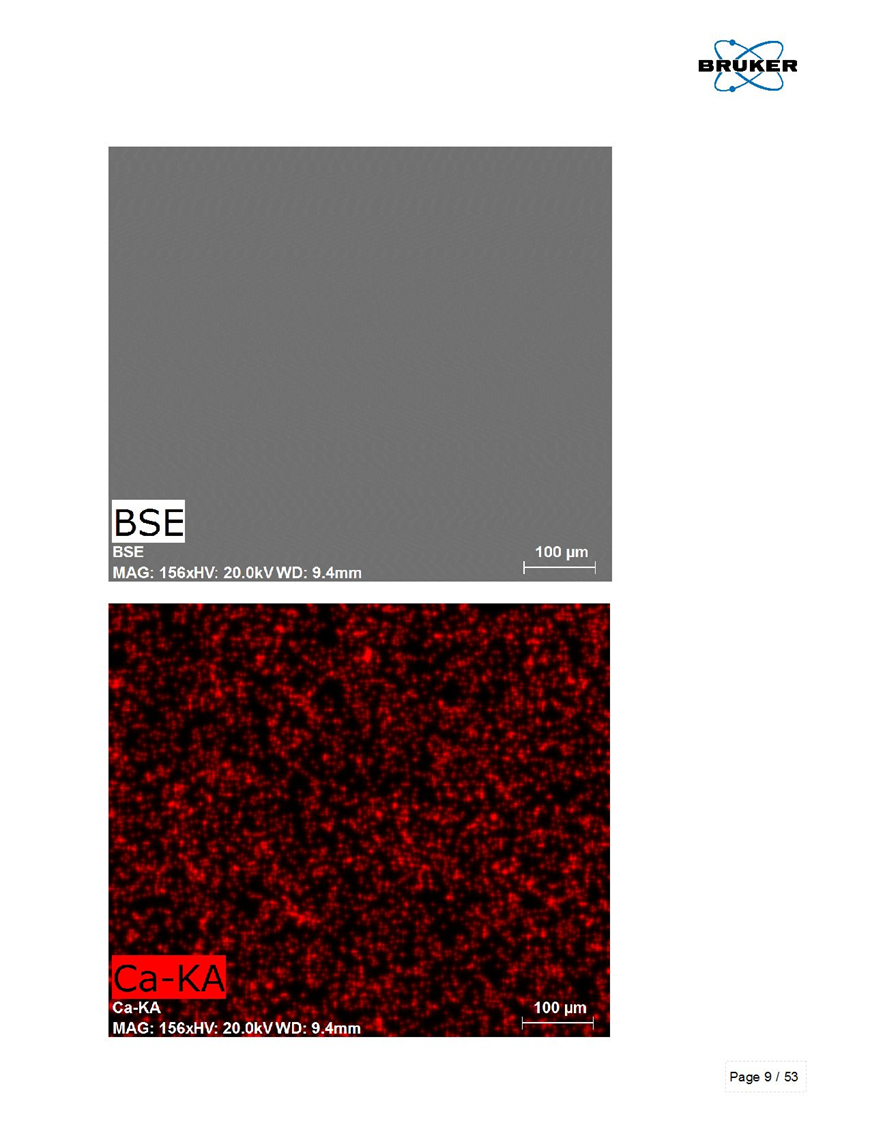 BRUKER
BSE
BSE
100 µm
MAG: 156xHV: 20.0kV WD: 9.4mm
Ca-KA
Ca-KA
100 µm
MAG: 156xHV: 20.0kV WD: 9.4mm
Page 9 / 53